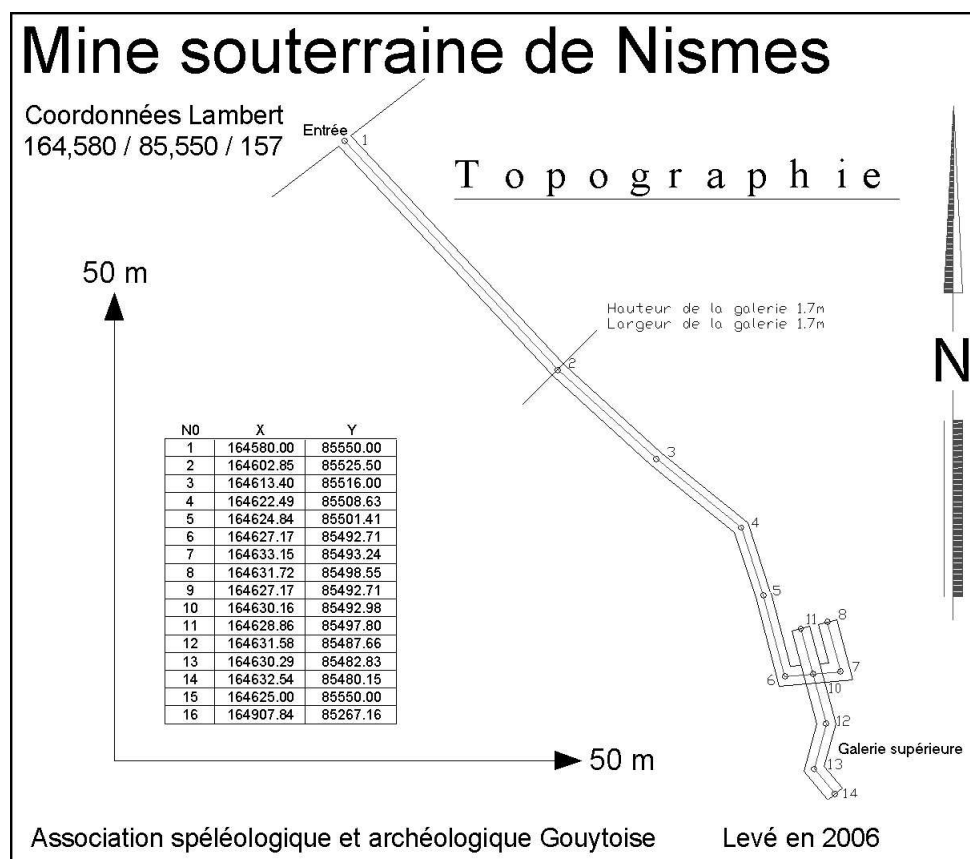 Mine souterraine de Nismes
Coordonnées Lambert
164,580 / 85,550 / 157
Entrée
1
Topographie
50 m
Hauteur de la galerie 1.7m
Largeur de la galerie 1.7m
2
N
N0 X Y
1 164580.00 85550.00
2 164602.85 85525.50
3 164613.40 85516.00
4 164622.49 85508.63
5 164624.84 85501.41
6 164627.17 85492.71
7 164633.15 85493.24
8 164631.72 85498.55
9 164627.17 85492.71
10 164630.16 85492.98
11 164628.86 85497.80
12 164631.58 85487.66
13 164630.29 85482.83
14 164632.54 85480.15
15 164625.00 85550.00
16 164907.84 85267.16
3
4
5
11
8
6
7
10
12
Galerie supérieure
13
14
50 m
Association spéléologique et archéologique Gouytoise
Levé en 2006